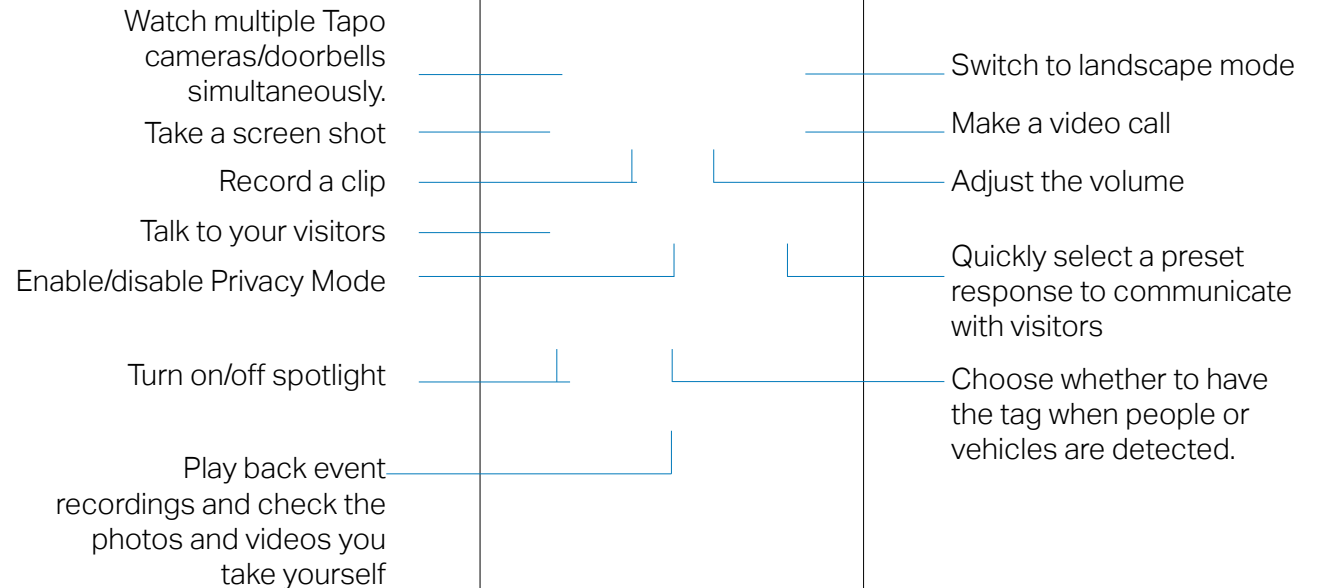 Watch multiple Tapo
cameras/doorbells
simultaneously.
Take a screen shot
Record a clip
Talk to your visitors
Enable/disable Privacy Mode
Turn on/off spotlight
Play back event
recordings and check the
photos and videos you
take yourself
Switch to landscape mode
Make a video call
Adjust the volume
Quickly select a preset
response to communicate
with visitors
Choose whether to have
the tag when people or
vehicles are detected.